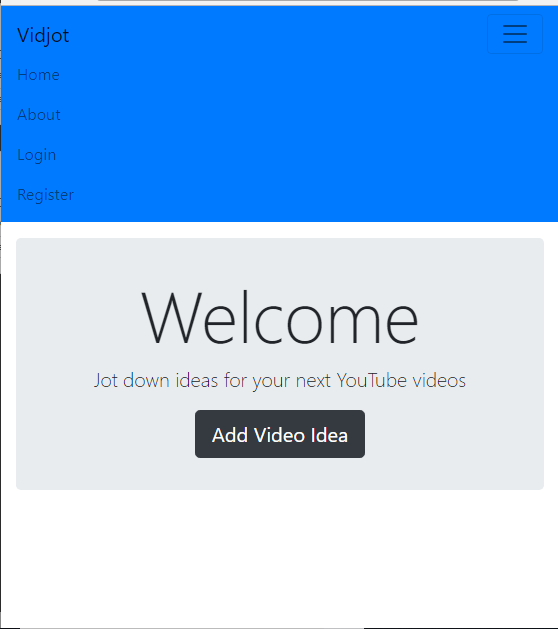 Vidjot
Home
About
Login
Register
Welcome
Jot down ideas for your next YouTube videos
Add Video Idea